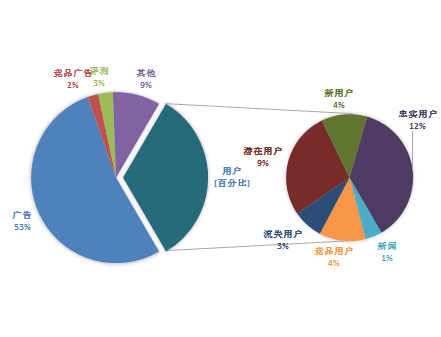 竞品广告
2%
评测
3%
其他
9%
用户
[百分比]
广告
53%
新用户
4%
忠实用户
12%
潜在用户
9%
流失用户
3%
竞品用户
4%
新闻
1%